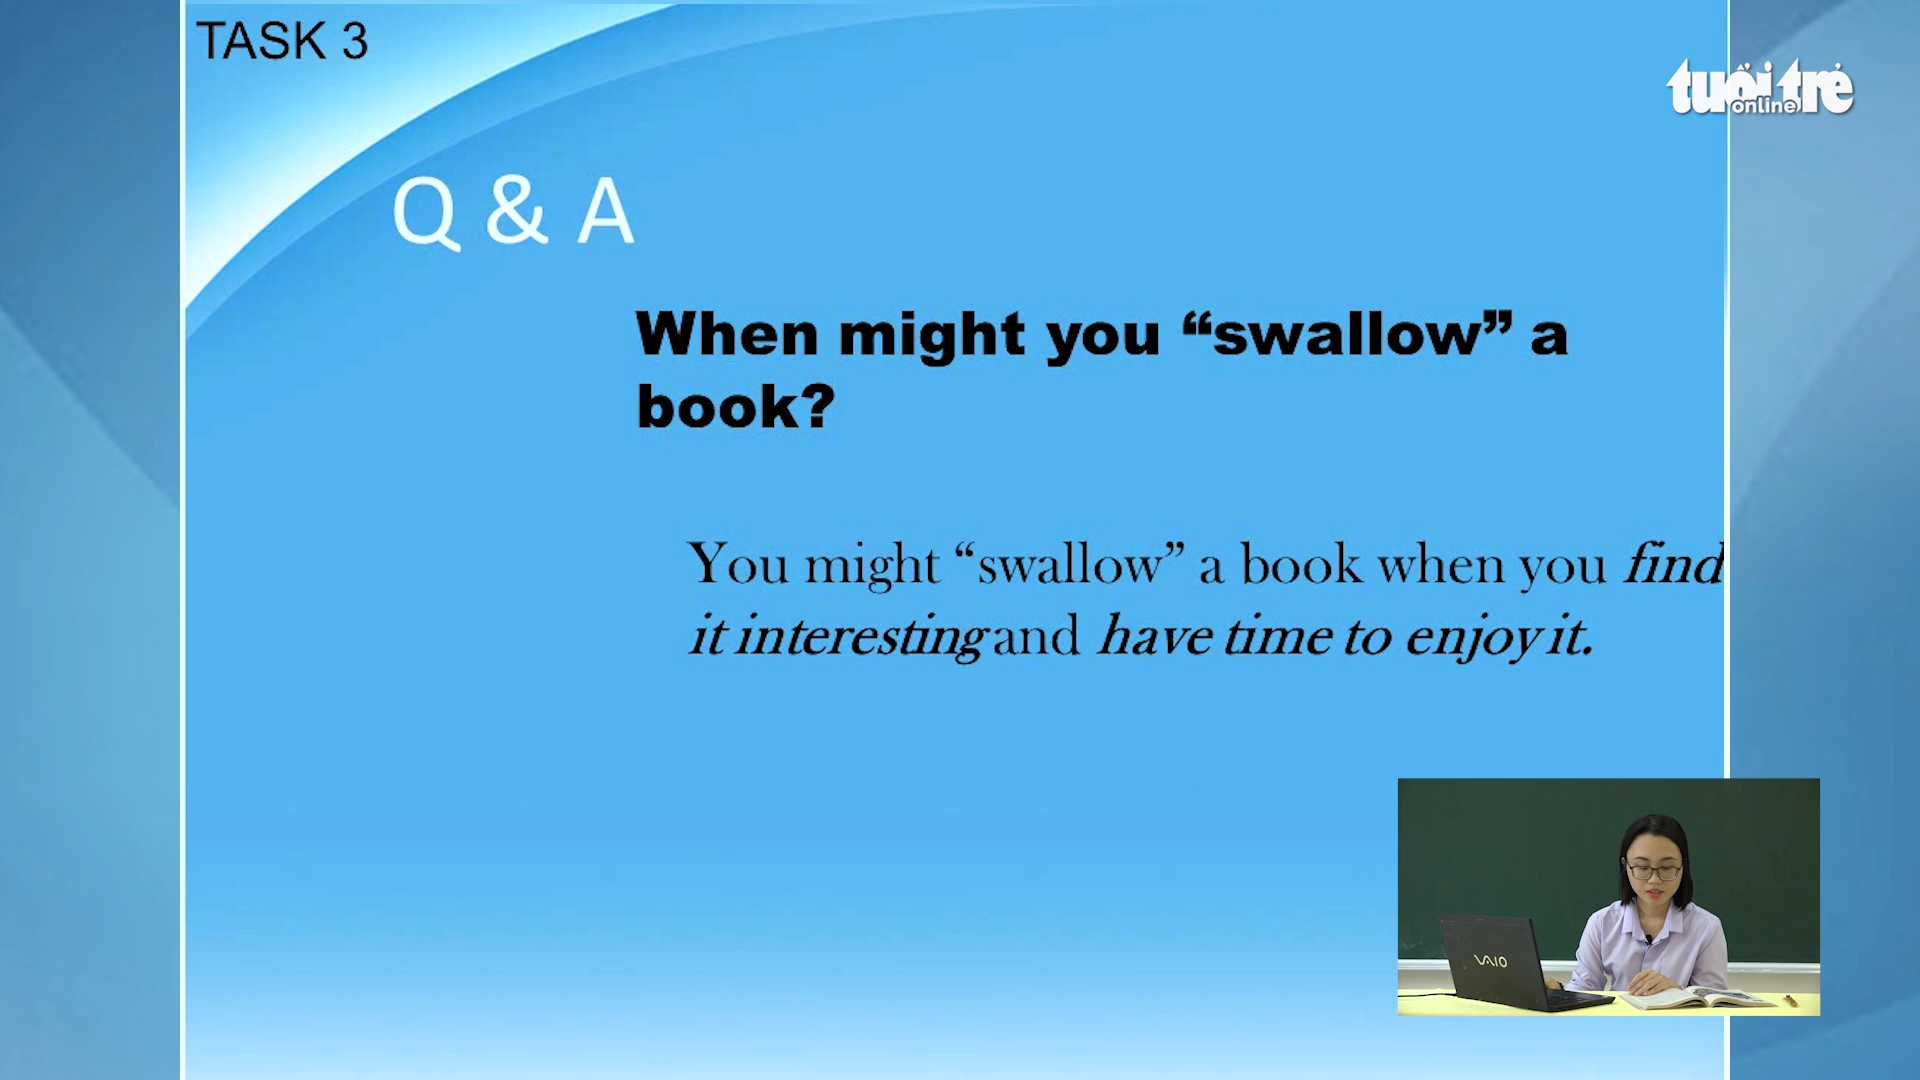 TASK 3
tuổi trẻ
online
Q & A
When might you “swallow” a
book?
You might “swallow” a book when you find
it interesting and have time to enjoy it.
VAIO